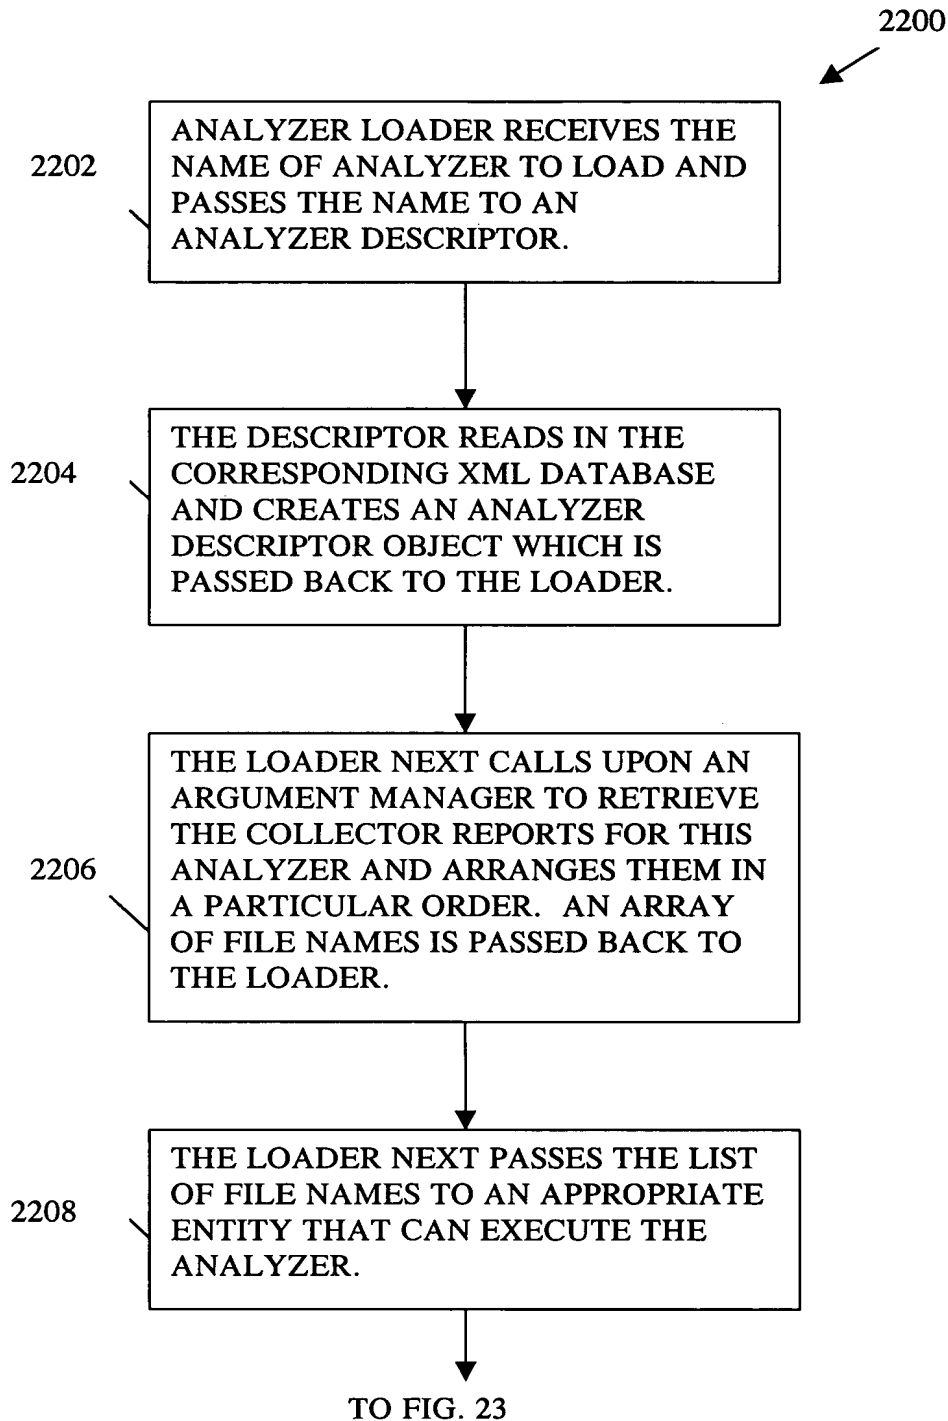 2200
2202
ANALYZER LOADER RECEIVES THE
NAME OF ANALYZER TO LOAD AND
PASSES THE NAME TO AN
ANALYZER DESCRIPTOR.
2204
THE DESCRIPTOR READS IN THE
CORRESPONDING XML DATABASE
AND CREATES AN ANALYZER
DESCRIPTOR OBJECT WHICH IS
PASSED BACK TO THE LOADER.
2206
THE LOADER NEXT CALLS UPON AN
ARGUMENT MANAGER TO RETRIEVE
THE COLLECTOR REPORTS FOR THIS
ANALYZER AND ARRANGES THEM IN
A PARTICULAR ORDER.  AN ARRAY
OF FILE NAMES IS PASSED BACK TO
THE LOADER.
2208
THE LOADER NEXT PASSES THE LIST
OF FILE NAMES TO AN APPROPRIATE
ENTITY THAT CAN EXECUTE THE
ANALYZER.
TO FIG. 23